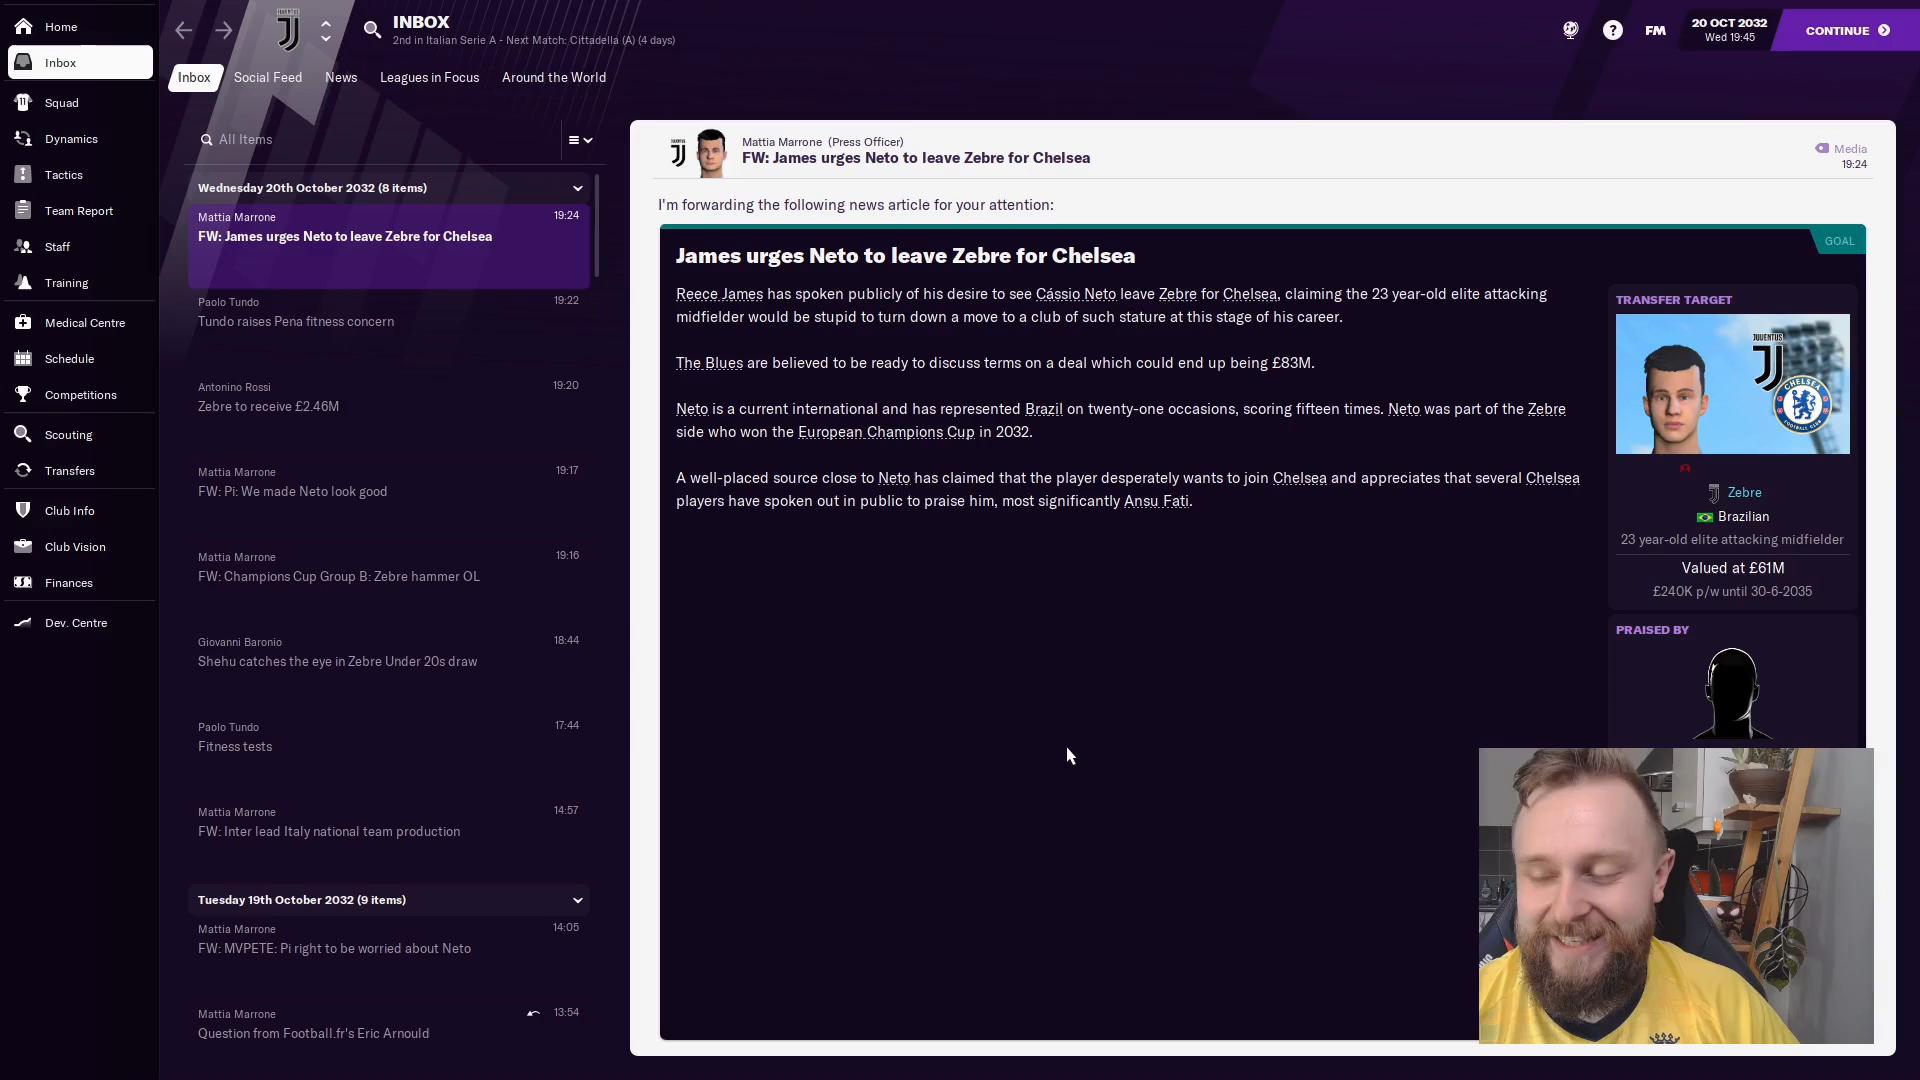 Home
Inbox
Squad
Dynamics
Tactics
Team Report
Staff
Training
Medical Centre
Schedule
Competitions
Scouting
Transfers
Club Info
Club Vision
Finances
Dev. Centre
INBOX
2nd in Italian Serie A - Next Match: Cittadella (A) (4 days)
FM
20 OCT 2032
Wed 19:45
CONTINUE
Inbox Social Feed News Leagues in Focus Around the World
All Items
Wednesday 20th October 2032 (8 items)
Mattia Marrone 19:24
FW: James urges Neto to leave Zebre for Chelsea
Paolo Tundo 19:22
Tundo raises Pena fitness concern
Antonino Rossi 19:20
Zebre to receive £2.46M
Mattia Marrone 19:17
FW: Pi: We made Neto look good
Mattia Marrone 19:16
FW: Champions Cup Group B: Zebre hammer OL
Giovanni Baronio 18:44
Shehu catches the eye in Zebre Under 20s draw
Paolo Tundo 17:44
Fitness tests
Mattia Marrone 14:57
FW: Inter lead Italy national team production
Tuesday 19th October 2032 (9 items)
Mattia Marrone 14:05
FW: MVPETE: Pi right to be worried about Neto
Mattia Marrone 13:54
Question from Football.fr's Eric Arnould
Mattia Marrone (Press Officer)
FW: James urges Neto to leave Zebre for Chelsea
Media
19:24
I'm forwarding the following news article for your attention:
GOAL
James urges Neto to leave Zebre for Chelsea
Reece James has spoken publicly of his desire to see Cássio Neto leave Zebre for Chelsea, claiming the 23 year-old elite attacking
midfielder would be stupid to turn down a move to a club of such stature at this stage of his career.
The Blues are believed to be ready to discuss terms on a deal which could end up being £83M.
Neto is a current international and has represented Brazil on twenty-one occasions, scoring fifteen times. Neto was part of the Zebre
side who won the European Champions Cup in 2032.
A well-placed source close to Neto has claimed that the player desperately wants to join Chelsea and appreciates that several Chelsea
players have spoken out in public to praise him, most significantly Ansu Fati.
TRANSFER TARGET
JUVENTUS
CHELSEA
FOOTBALL CLUB
Zebre
Brazilian
23 year-old elite attacking midfielder
Valued at £61M
£240K p/w until 30-6-2035
PRAISED BY